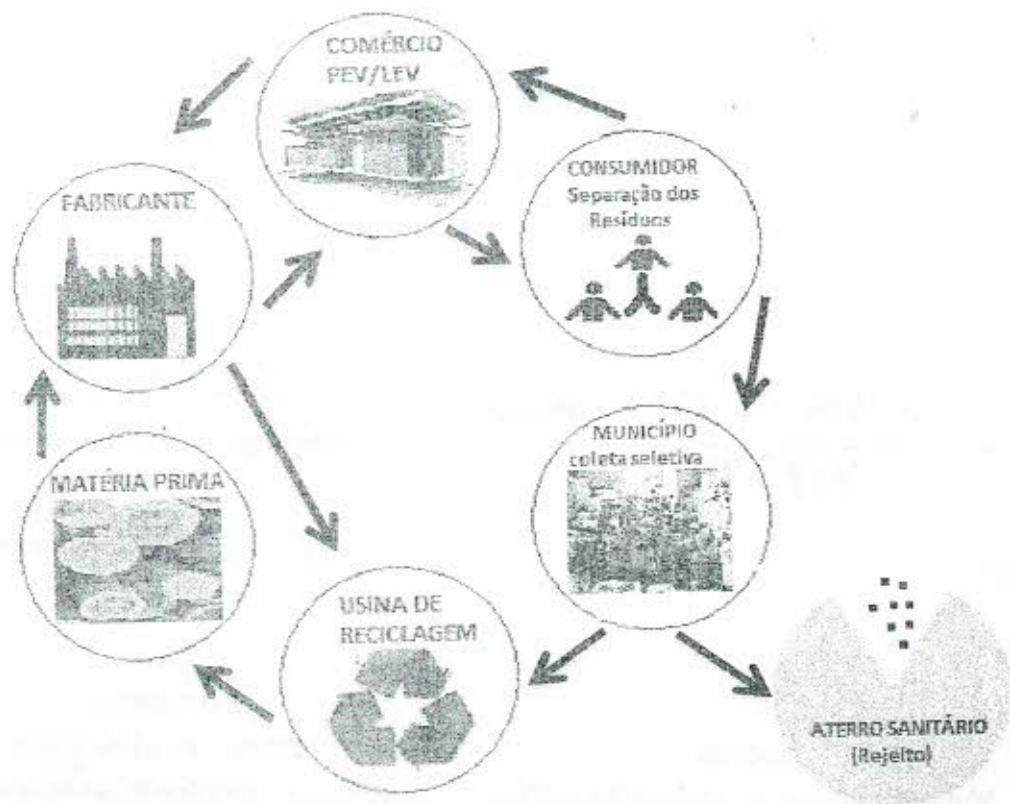 COMÉRCIO
PEV/LEV
CONSUMIDOR
Separação dos
Resíduos
FABRICANTE
MUNICÍPIO
coleta seletiva
MATÉRIA PRIMA
USINA DE
RECICLAGEM
ATERRO SANITÁRIO
(Rejeito)